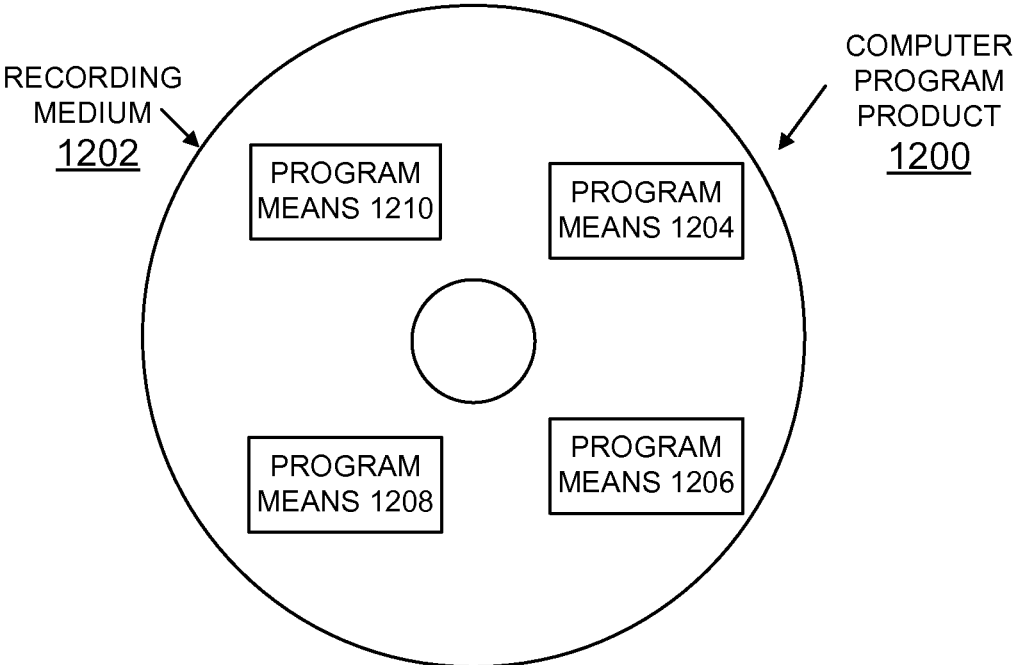 RECORDING
MEDIUM
1202
COMPUTER
PROGRAM
PRODUCT
1200
PROGRAM
MEANS 1210
PROGRAM
MEANS 1204
PROGRAM
MEANS 1208
PROGRAM
MEANS 1206